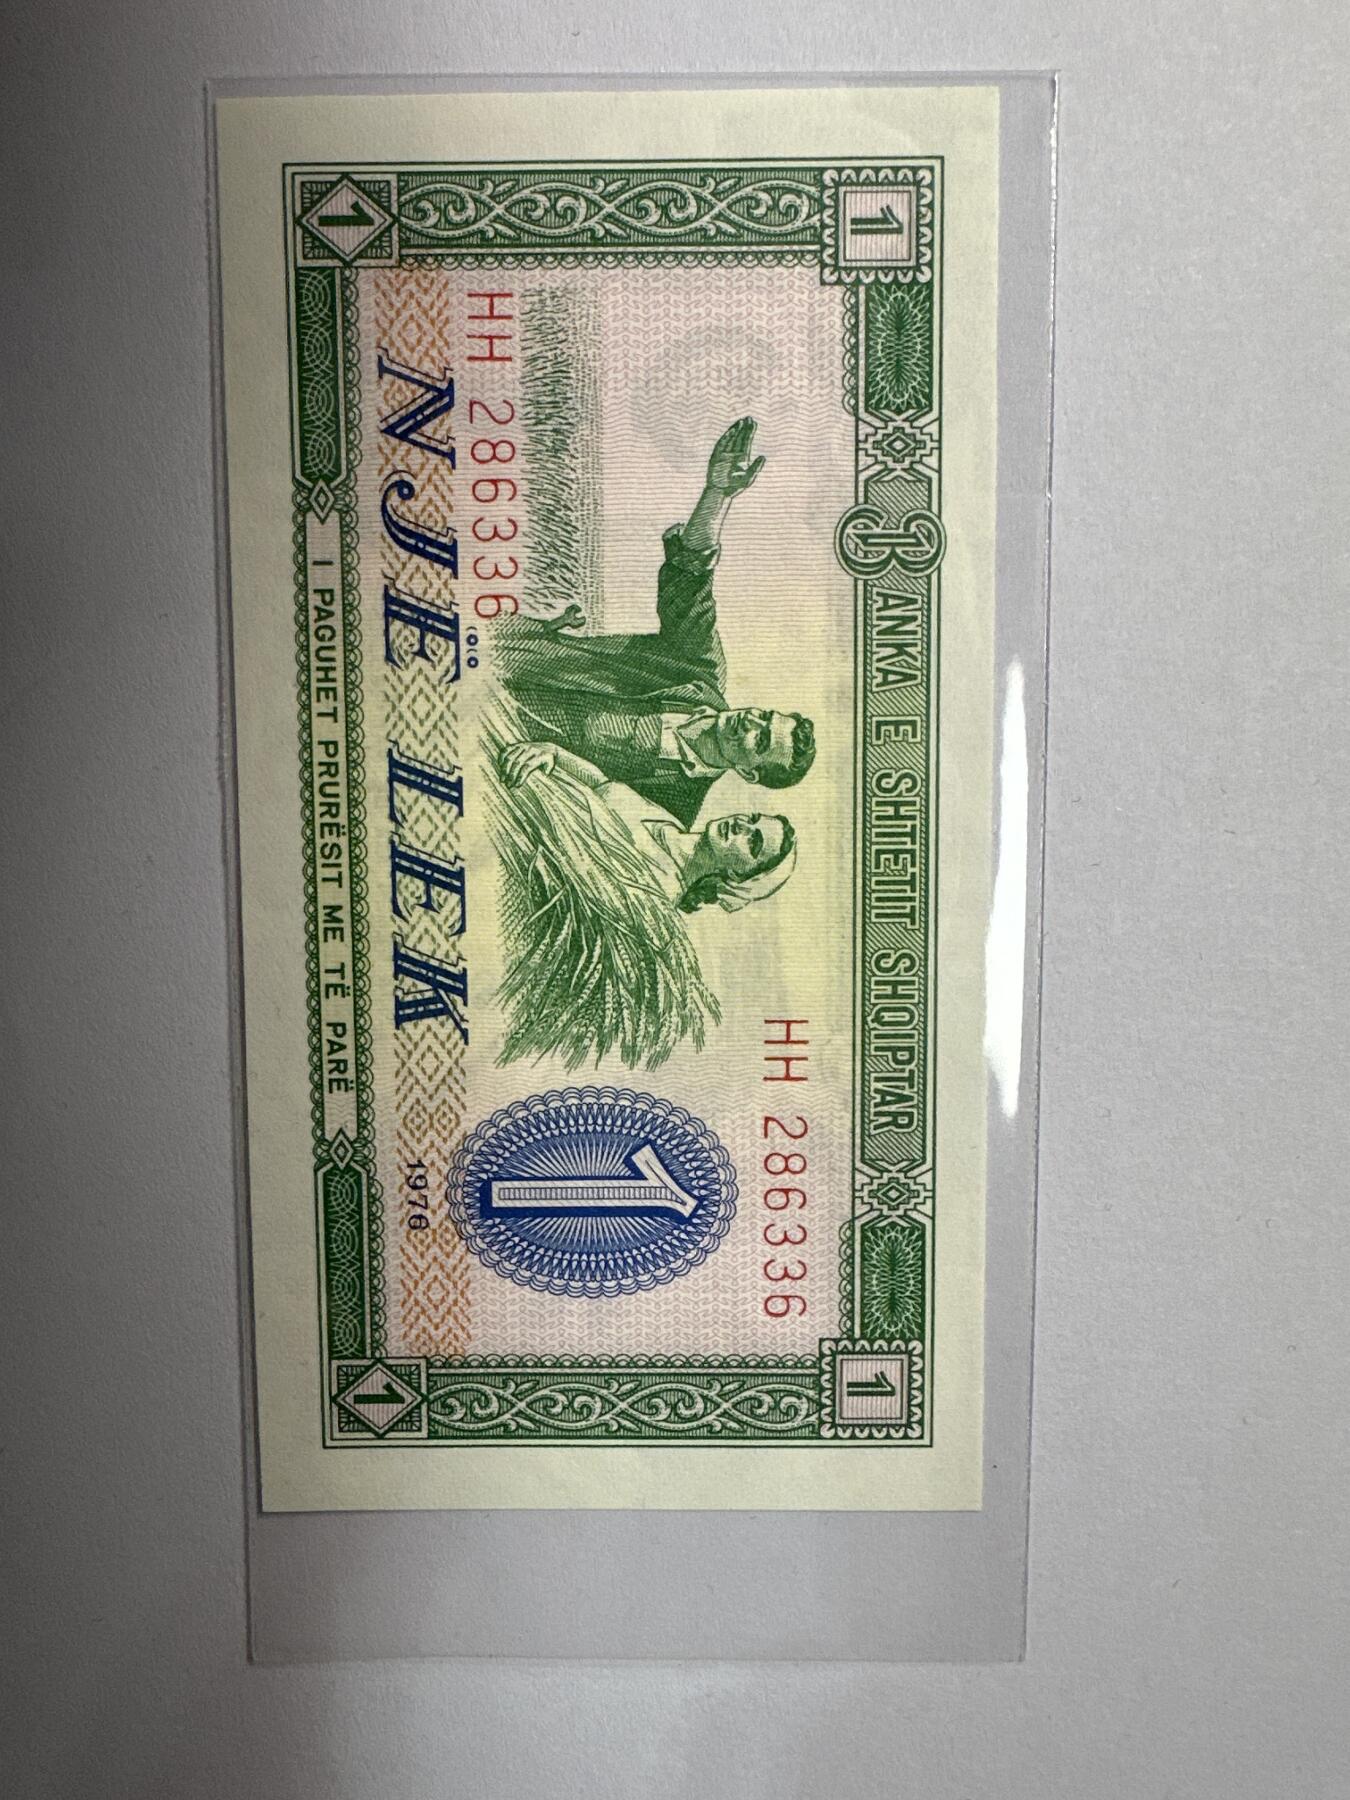 1 BANKA E SHTETIT SHQIPTAR 1
HH 286336
1
HH 286336
NJË LEK
1976
1 I PAGUHET PRURËSIT ME TË PARË 1